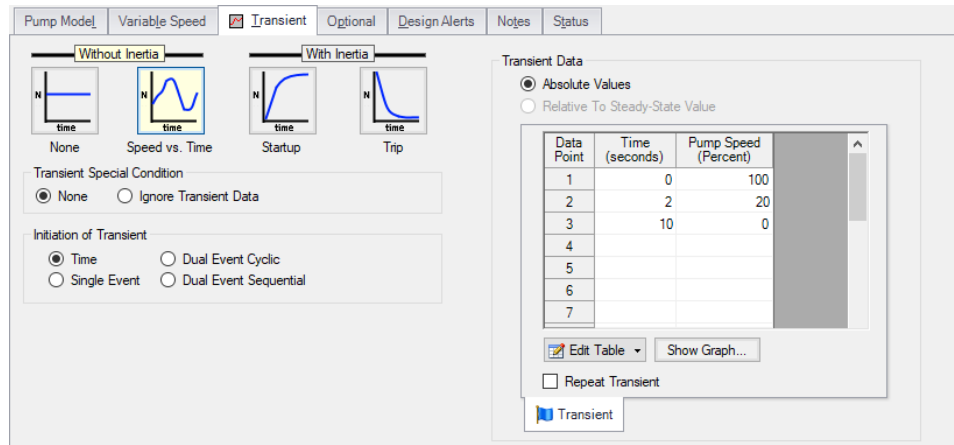 Pump Model Variable Speed Transient Optional Design Alerts Notes Status
Without Inertia With Inertia
N time N time N time N time
None Speed vs. Time Startup Trip
Transient Special Condition
None Ignore Transient Data
Initiation of Transient
Time Dual Event Cyclic
Single Event Dual Event Sequential
Transient Data
Absolute Values
Relative To Steady-State Value
Data Point Time (seconds) Pump Speed (Percent)
1 0 100
2 2 20
3 10 0
4
5
6
7
Edit Table Show Graph...
Repeat Transient
Transient